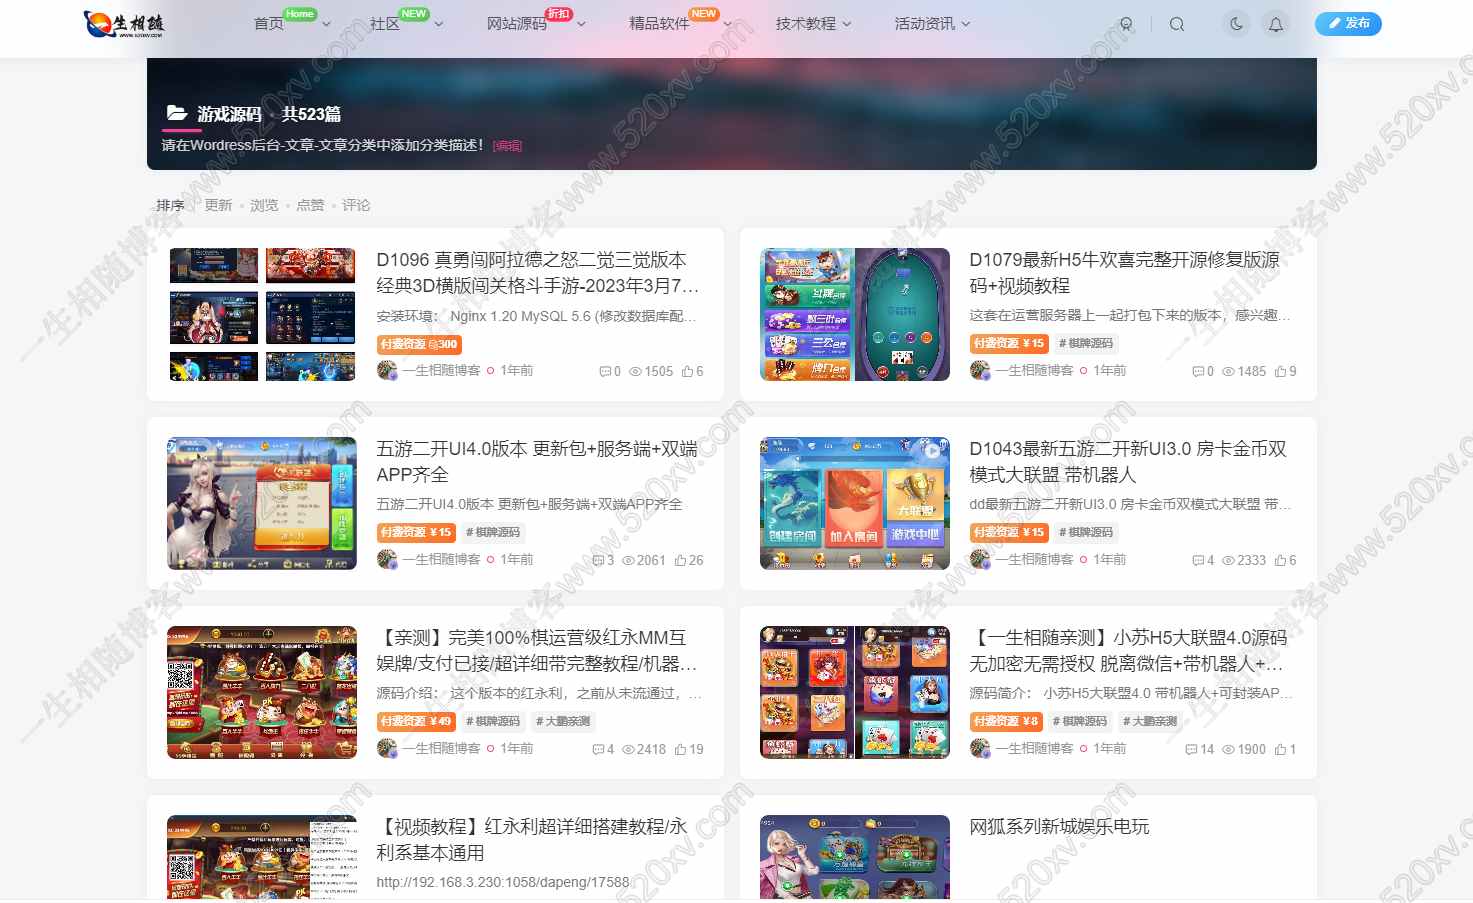 生相随
WWW.520XV.COM
首页 Home
社区 NEW
网站源码 折扣
精品软件 NEW
技术教程
活动资讯
发布
游戏源码 · 共523篇
请在Wordress后台-文章-文章分类中添加分类描述！[编辑]
排序 更新 浏览 点赞 评论
D1096 真勇闯阿拉德之怒二觉三觉版本
经典3D横版闯关格斗手游-2023年3月7…
安装环境： Nginx 1.20 MySQL 5.6 (修改数据库配…
付费资源 300
一生相随博客 1年前 0 1505 6
斗牌
三公
牌九
D1079最新H5牛欢喜完整开源修复版源
码+视频教程
这套在运营服务器上一起打包下来的版本，感兴趣…
付费资源 ¥15 # 棋牌源码
一生相随博客 1年前 0 1485 9
五游二开UI4.0版本 更新包+服务端+双端
APP齐全
五游二开UI4.0版本 更新包+服务端+双端APP齐全
付费资源 ¥15 # 棋牌源码
一生相随博客 1年前 3 2061 26
大联盟
创建房间 加入房间 游戏中心
D1043最新五游二开新UI3.0 房卡金币双
模式大联盟 带机器人
dd最新五游二开新UI3.0 房卡金币双模式大联盟 带…
付费资源 ¥15 # 棋牌源码
一生相随博客 1年前 4 2333 6
【亲测】完美100%棋运营级红永MM互
娱牌/支付已接/超详细带完整教程/机器…
源码介绍： 这个版本的红永利，之前从未流通过，…
付费资源 ¥49 # 棋牌源码 # 大鹏亲测
一生相随博客 1年前 4 2418 19
【一生相随亲测】小苏H5大联盟4.0源码
无加密无需授权 脱离微信+带机器人+…
源码简介： 小苏H5大联盟4.0 带机器人+可封装AP…
付费资源 ¥8 # 棋牌源码 # 大鹏亲测
一生相随博客 1年前 14 1900 1
【视频教程】红永利超详细搭建教程/永
利系基本通用
http://192.168.3.230:1058/dapeng/17588
网狐系列新城娱乐电玩
一生相随博客www.520xv.com